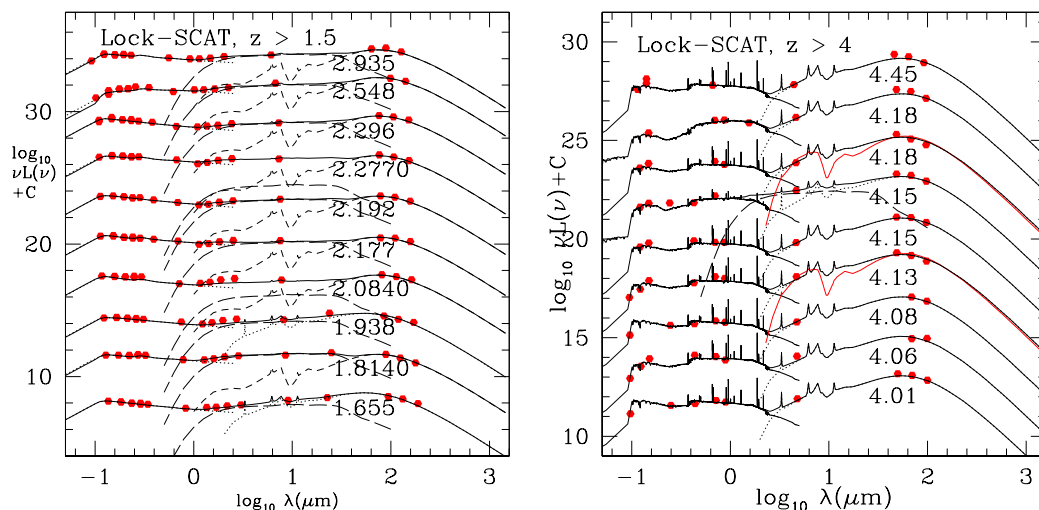 Lock−SCAT, z > 1.5
2.935
2.548
2.296
2.2770
2.192
2.177
2.0840
1.938
1.8140
1.655
30
20
10
log₁₀
νL(ν)
+C
−1 0 1 2 3
log₁₀ λ(μm)
Lock−SCAT, z > 4
4.45
4.18
4.18
4.15
4.15
4.13
4.08
4.06
4.01
30
25
20
15
10
log₁₀ νL(ν)+C
−1 0 1 2 3
log₁₀ λ(μm)